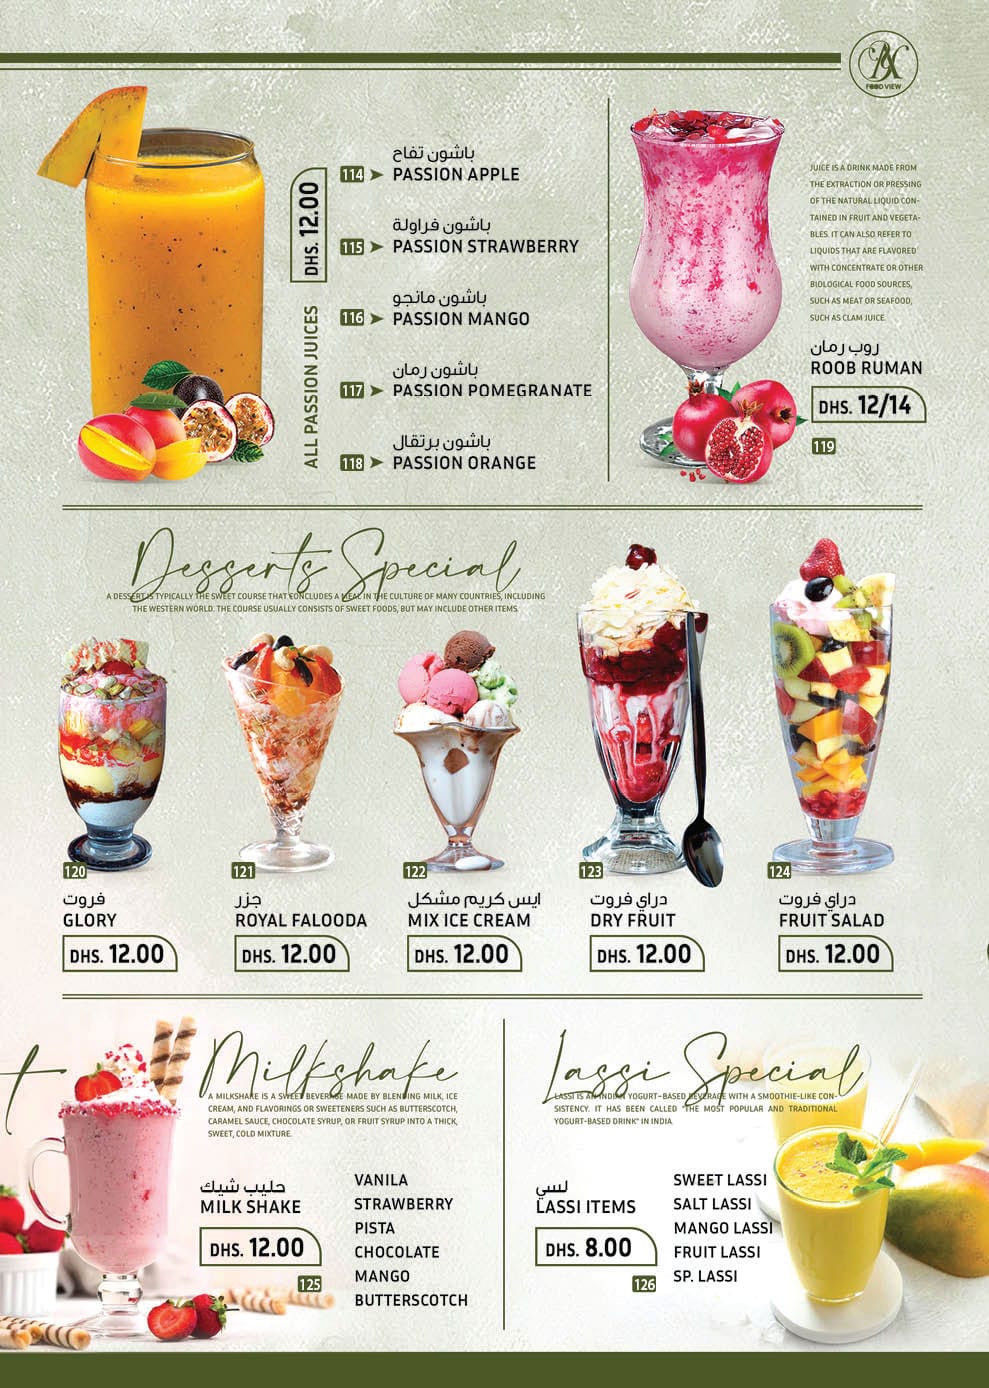 AX
FOOD VIEW
DHS. 12.00
ALL PASSION JUICES
باشون تفاح
114 PASSION APPLE
باشون فراولة
115 PASSION STRAWBERRY
باشون مانجو
116 PASSION MANGO
باشون رمان
117 PASSION POMEGRANATE
باشون برتقال
118 PASSION ORANGE
JUICE IS A DRINK MADE FROM
THE EXTRACTION OR PRESSING
OF THE NATURAL LIQUID CON-
TAINED IN FRUIT AND VEGETA-
BLES. IT CAN ALSO REFER TO
LIQUIDS THAT ARE FLAVORED
WITH CONCENTRATE OR OTHER
BIOLOGICAL FOOD SOURCES,
SUCH AS MEAT OR SEAFOOD,
SUCH AS CLAM JUICE.
روب رمان
ROOB RUMAN
DHS. 12/14
119
Desserts Special
A DESSERT IS TYPICALLY THE SWEET COURSE THAT CONCLUDES A MEAL IN THE CULTURE OF MANY COUNTRIES, INCLUDING
THE WESTERN WORLD. THE COURSE USUALLY CONSISTS OF SWEET FOODS, BUT MAY INCLUDE OTHER ITEMS.
120
فروت
GLORY
DHS. 12.00
121
جزر
ROYAL FALOODA
DHS. 12.00
122
ايس كريم مشكل
MIX ICE CREAM
DHS. 12.00
123
دراي فروت
DRY FRUIT
DHS. 12.00
124
دراي فروت
FRUIT SALAD
DHS. 12.00
t
Milkshake
A MILKSHAKE IS A SWEET BEVERAGE MADE BY BLENDING MILK, ICE
CREAM, AND FLAVORINGS OR SWEETENERS SUCH AS BUTTERSCOTCH,
CARAMEL SAUCE, CHOCOLATE SYRUP, OR FRUIT SYRUP INTO A THICK,
SWEET, COLD MIXTURE.
حليب شيك
MILK SHAKE
DHS. 12.00
125
VANILA
STRAWBERRY
PISTA
CHOCOLATE
MANGO
BUTTERSCOTCH
Lassi Special
LASSI IS AN INDIAN YOGURT-BASED BEVERAGE WITH A SMOOTHIE-LIKE CON-
SISTENCY. IT HAS BEEN CALLED "THE MOST POPULAR AND TRADITIONAL
YOGURT-BASED DRINK" IN INDIA.
لسي
LASSI ITEMS
DHS. 8.00
126
SWEET LASSI
SALT LASSI
MANGO LASSI
FRUIT LASSI
SP. LASSI